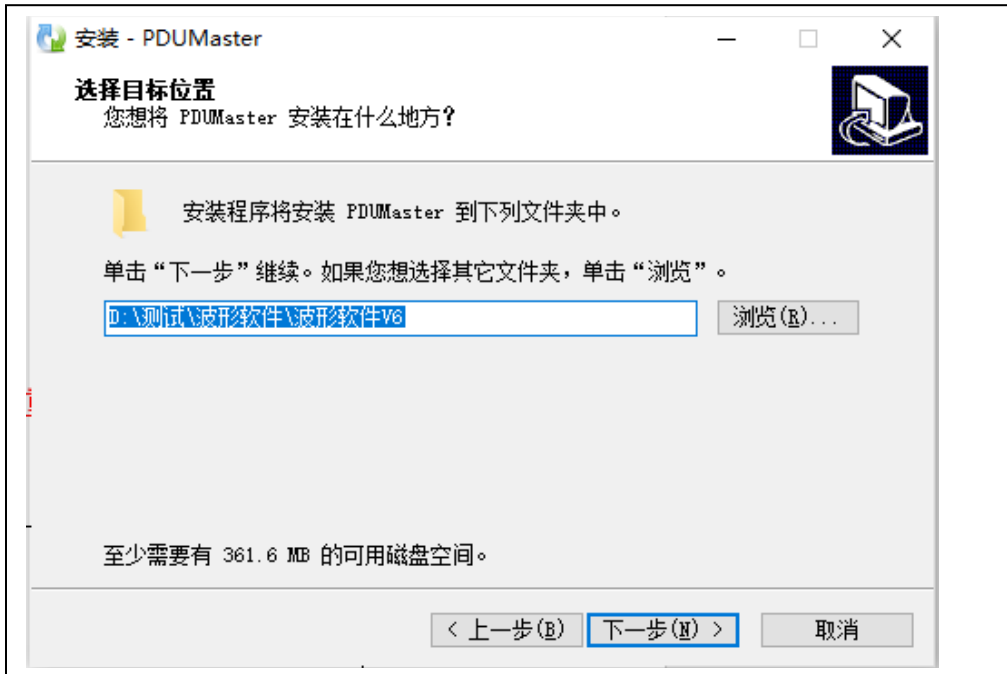 安装 - PDUMaster
选择目标位置
您想将 PDUMaster 安装在什么地方？
安装程序将安装 PDUMaster 到下列文件夹中。
单击“下一步”继续。如果您想选择其它文件夹，单击“浏览”。
D:\测试\波形软件\波形软件V6
浏览(R)...
至少需要有 361.6 MB 的可用磁盘空间。
< 上一步(B)
下一步(N) >
取消